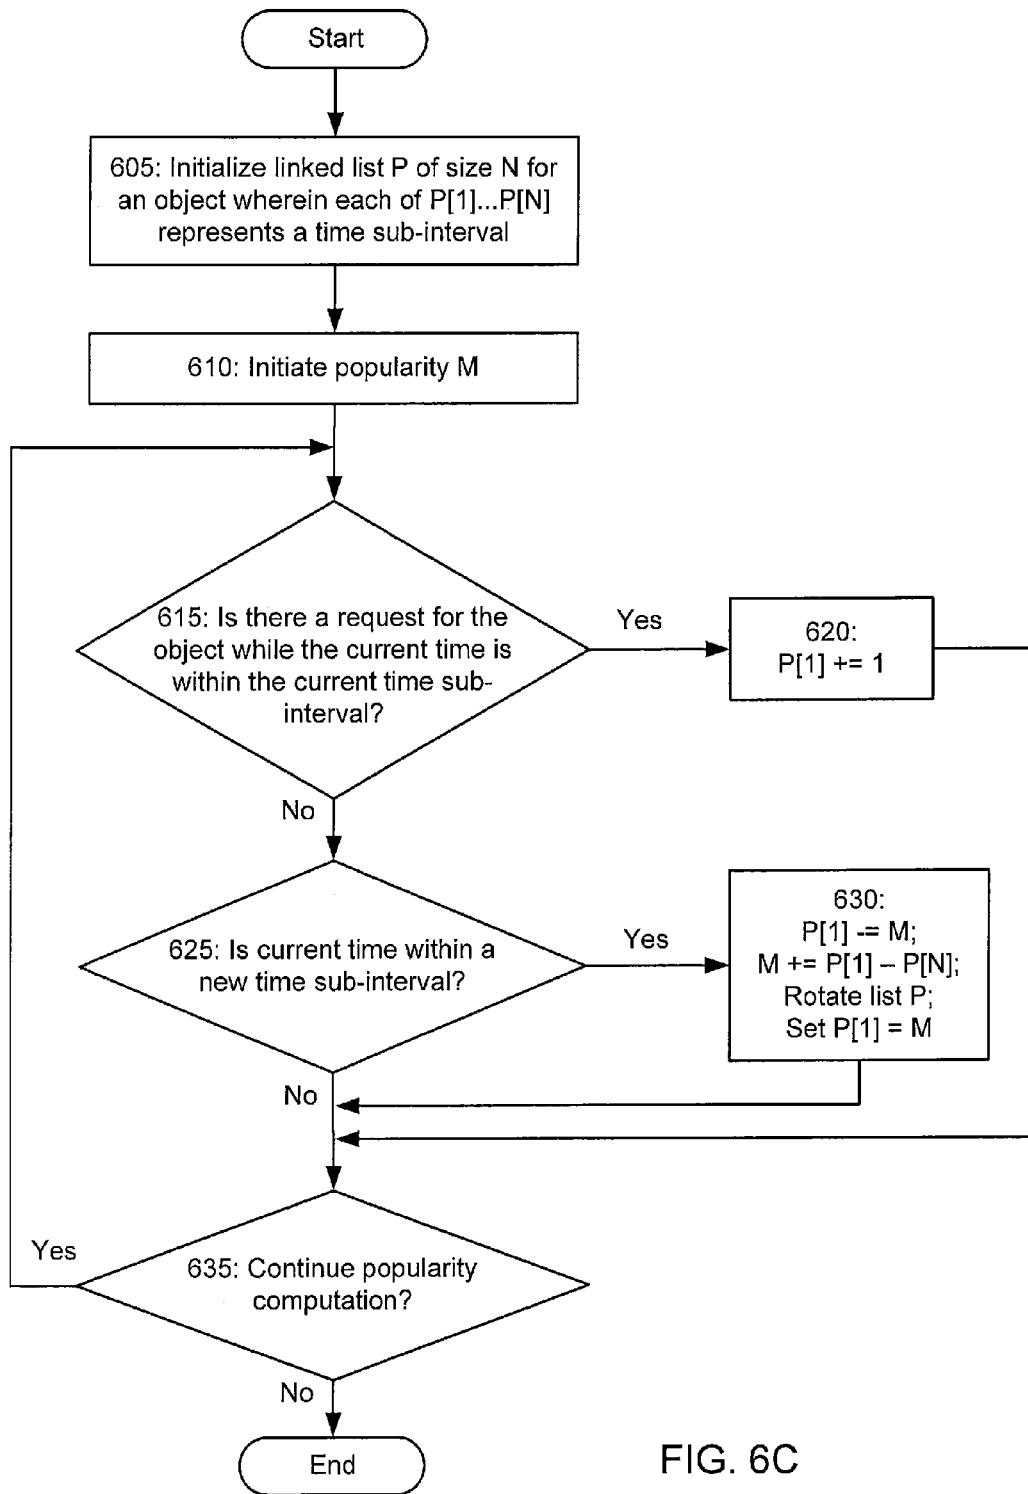 Start
605: Initialize linked list P of size N for
an object wherein each of P[1]...P[N]
represents a time sub-interval
610: Initiate popularity M
615: Is there a request for the
object while the current time is
within the current time sub-
interval?
Yes
620:
P[1] += 1
No
625: Is current time within a
new time sub-interval?
Yes
630:
P[1] -= M;
M += P[1] – P[N];
Rotate list P;
Set P[1] = M
No
635: Continue popularity
computation?
Yes
No
End
FIG. 6C